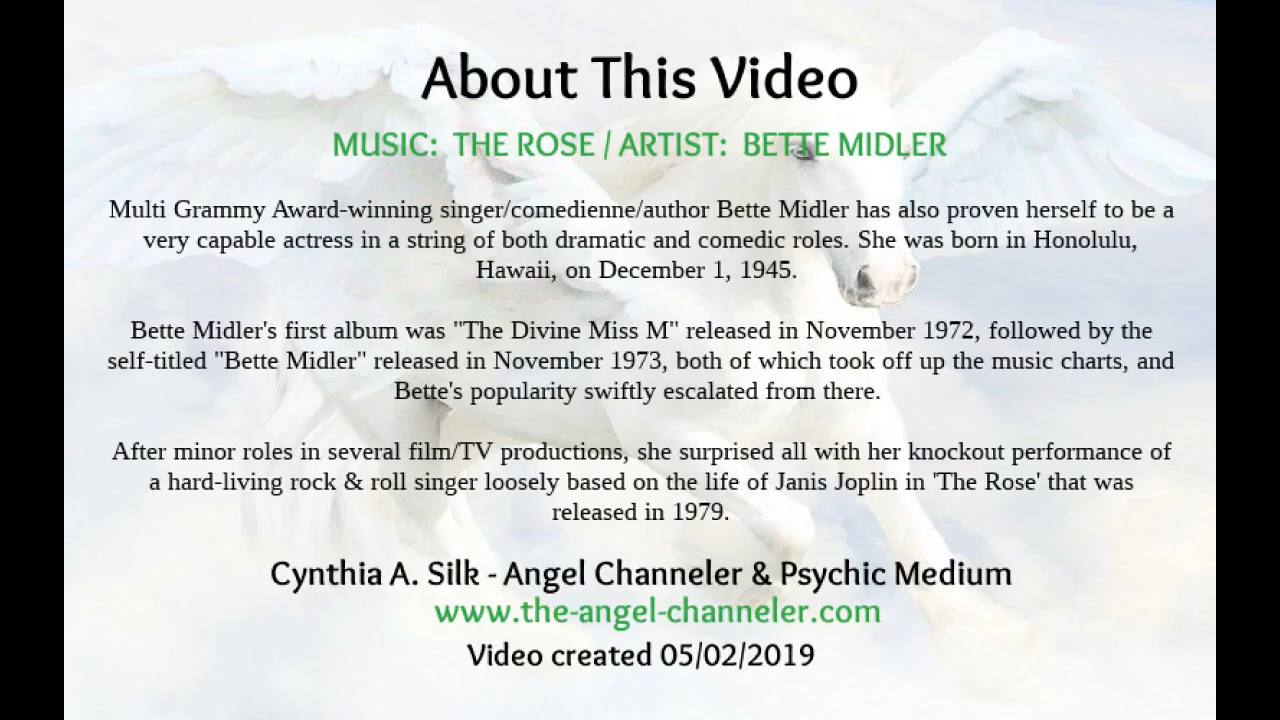 About This Video
MUSIC:  THE ROSE / ARTIST:  BETTE MIDLER
Multi Grammy Award-winning singer/comedienne/author Bette Midler has also proven herself to be a
very capable actress in a string of both dramatic and comedic roles. She was born in Honolulu,
Hawaii, on December 1, 1945.
Bette Midler's first album was "The Divine Miss M" released in November 1972, followed by the
self-titled "Bette Midler" released in November 1973, both of which took off up the music charts, and
Bette's popularity swiftly escalated from there.
After minor roles in several film/TV productions, she surprised all with her knockout performance of
a hard-living rock & roll singer loosely based on the life of Janis Joplin in 'The Rose' that was
released in 1979.
Cynthia A. Silk - Angel Channeler & Psychic Medium
www.the-angel-channeler.com
Video created 05/02/2019